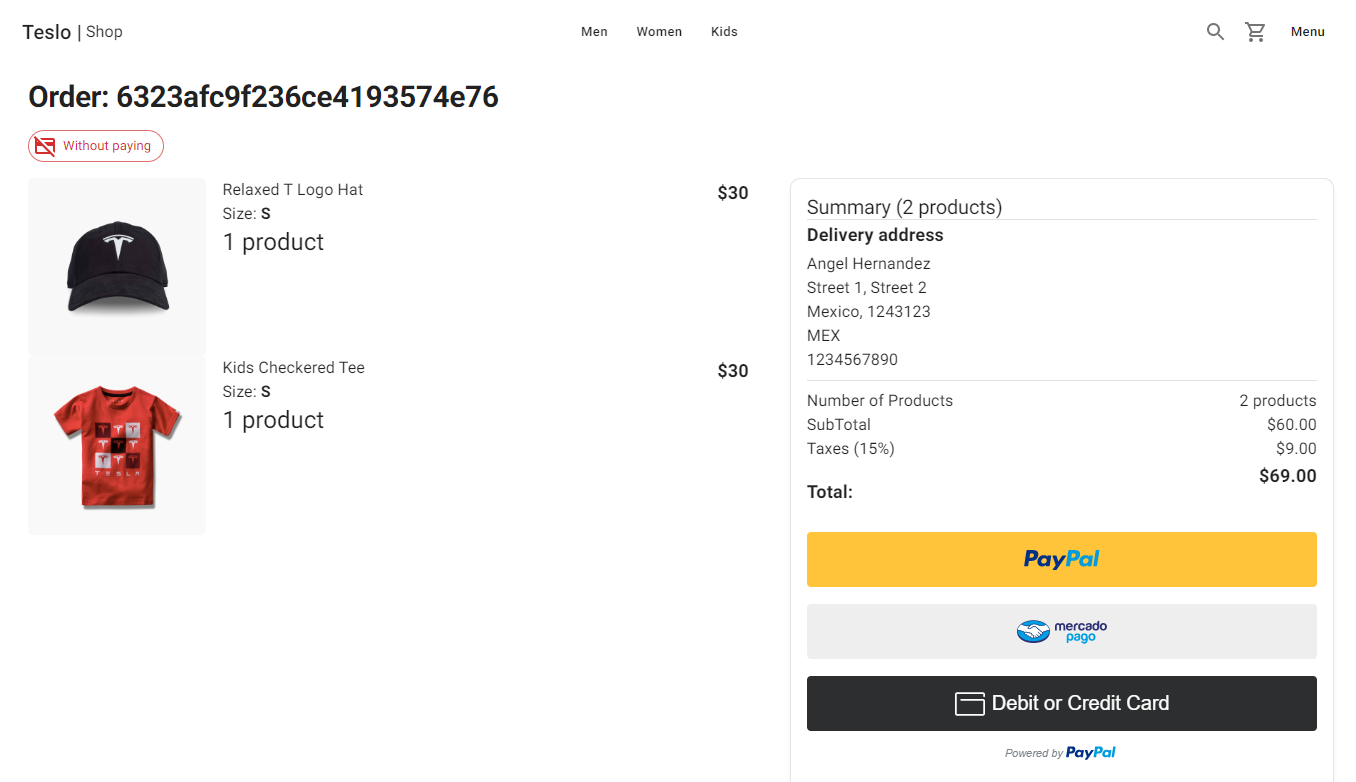 Teslo | Shop
Men Women Kids
Menu
Order: 6323afc9f236ce4193574e76
Without paying
Relaxed T Logo Hat
$30
Size: S
1 product
Kids Checkered Tee
$30
Size: S
1 product
TESLA
Summary (2 products)
Delivery address
Angel Hernandez
Street 1, Street 2
Mexico, 1243123
MEX
1234567890
Number of Products 2 products
SubTotal $60.00
Taxes (15%) $9.00
Total: $69.00
PayPal
mercado
pago
Debit or Credit Card
Powered by PayPal